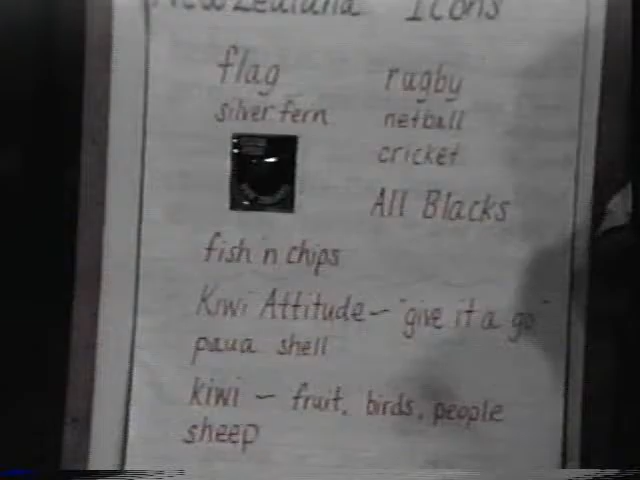 New Zealand Icons
flag
silver fern
rugby
netball
cricket
All Blacks
fish 'n chips
Kiwi Attitude - "give it a go"
paua shell
kiwi - fruit, birds, people
sheep